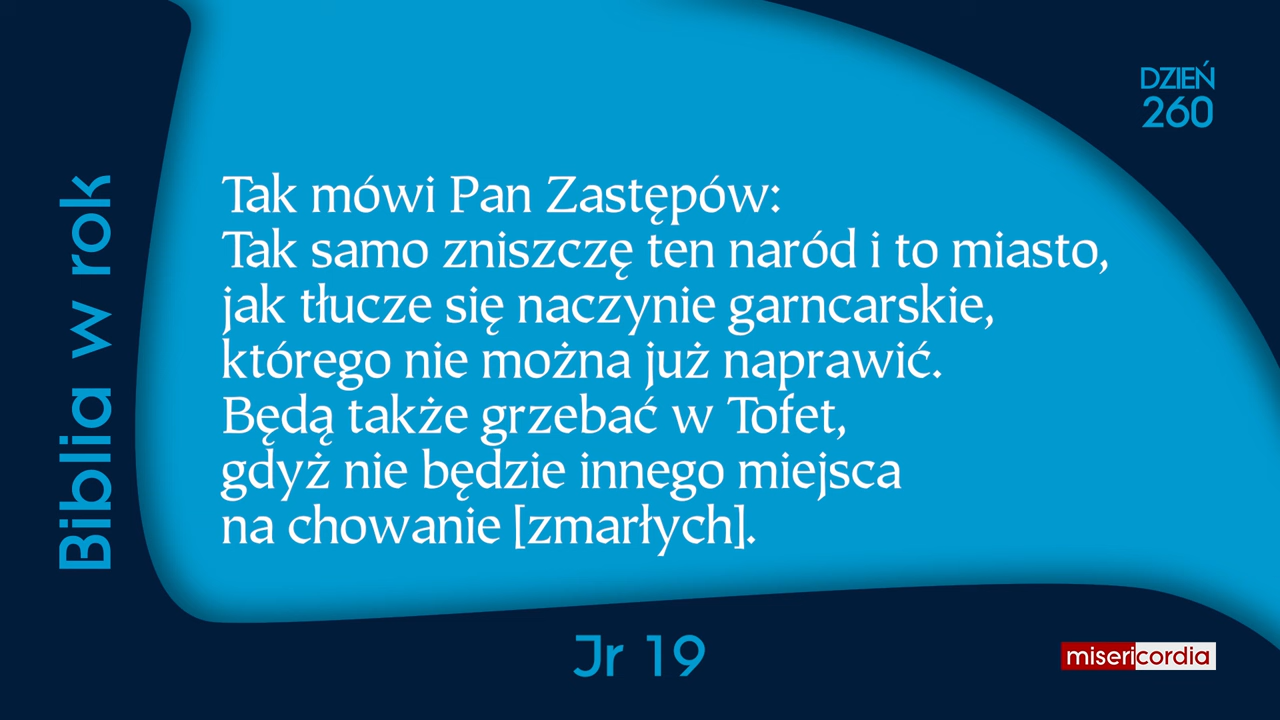 DZIEŃ
260
Biblia w rok
Tak mówi Pan Zastępów:
Tak samo zniszczę ten naród i to miasto,
jak tłucze się naczynie garncarskie,
którego nie można już naprawić.
Będą także grzebać w Tofet,
gdyż nie będzie innego miejsca
na chowanie [zmarłych].
Jr 19
misericordia